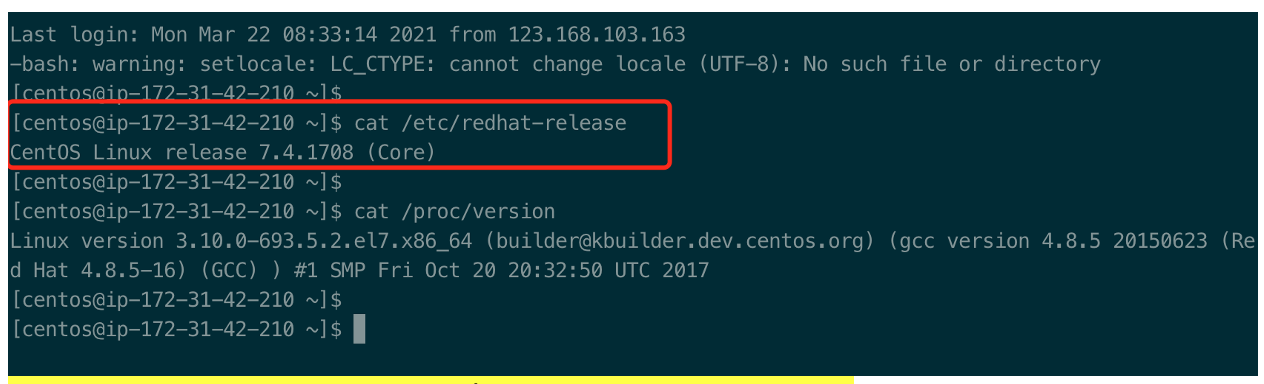 Last login: Mon Mar 22 08:33:14 2021 from 123.168.103.163
-bash: warning: setlocale: LC_CTYPE: cannot change locale (UTF-8): No such file or directory
[centos@ip-172-31-42-210 ~]$
[centos@ip-172-31-42-210 ~]$ cat /etc/redhat-release
CentOS Linux release 7.4.1708 (Core)
[centos@ip-172-31-42-210 ~]$
[centos@ip-172-31-42-210 ~]$ cat /proc/version
Linux version 3.10.0-693.5.2.el7.x86_64 (builder@kbuilder.dev.centos.org) (gcc version 4.8.5 20150623 (Re
d Hat 4.8.5-16) (GCC) ) #1 SMP Fri Oct 20 20:32:50 UTC 2017
[centos@ip-172-31-42-210 ~]$
[centos@ip-172-31-42-210 ~]$